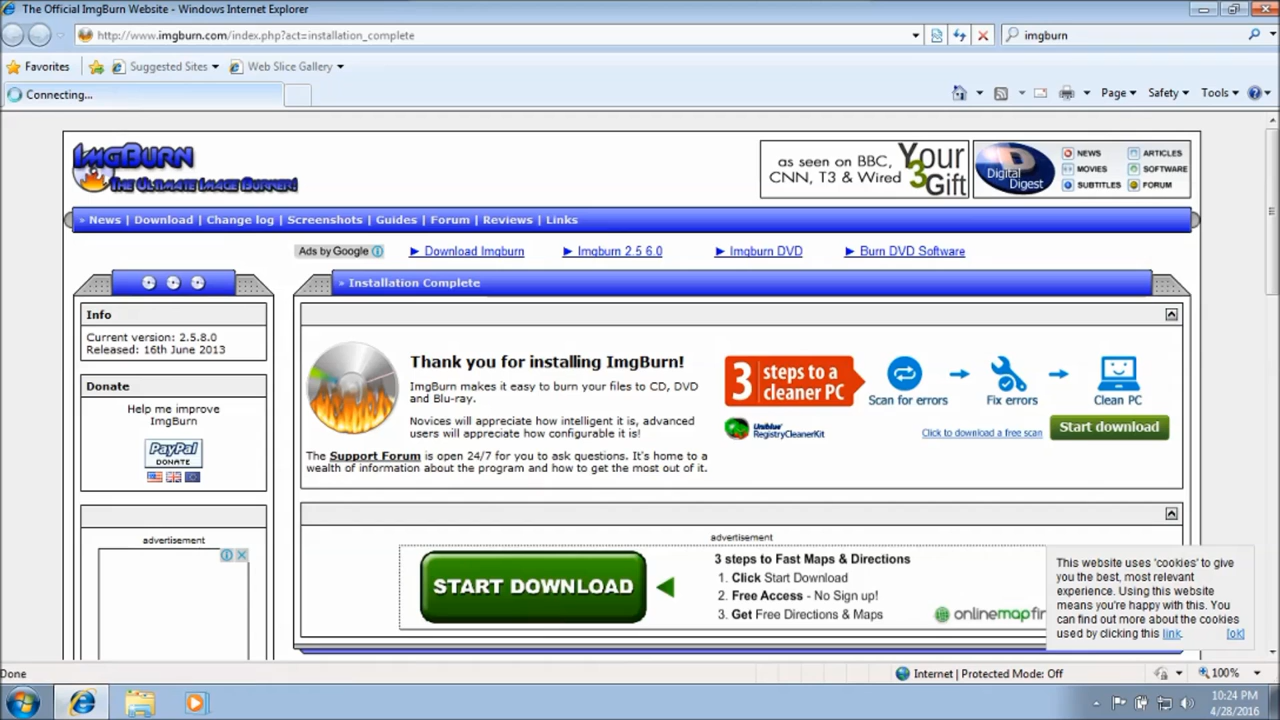 The Official ImgBurn Website - Windows Internet Explorer
http://www.imgburn.com/index.php?act=installation_complete
imgburn
Favorites
Suggested Sites
Web Slice Gallery
Connecting...
Page
Safety
Tools
ImgBurn
The Ultimate Image Burner!
as seen on BBC,
CNN, T3 & Wired
Your
3
Gift
Digital
Digest
NEWS
ARTICLES
MOVIES
SOFTWARE
SUBTITLES
FORUM
» News | Download | Change log | Screenshots | Guides | Forum | Reviews | Links
Ads by Google
► Download Imgburn
► Imgburn 2.5 6.0
► Imgburn DVD
► Burn DVD Software
» Installation Complete
Info
Current version: 2.5.8.0
Released: 16th June 2013
Donate
Help me improve
ImgBurn
PayPal
DONATE
advertisement
Thank you for installing ImgBurn!
ImgBurn makes it easy to burn your files to CD, DVD
and Blu-ray.
Novices will appreciate how intelligent it is, advanced
users will appreciate how configurable it is!
The Support Forum is open 24/7 for you to ask questions. It's home to a
wealth of information about the program and how to get the most out of it.
3 steps to a
cleaner PC
Scan for errors
Fix errors
Clean PC
Uniblue
RegistryCleanerKit
Click to download a free scan
Start download
advertisement
START DOWNLOAD
3 steps to Fast Maps & Directions
1. Click Start Download
2. Free Access - No Sign up!
3. Get Free Directions & Maps
onlinemapfin
This website uses 'cookies' to give
you the best, most relevant
experience. Using this website
means you're happy with this. You
can find out more about the cookies
used by clicking this link.
[ok]
Done
Internet | Protected Mode: Off
100%
10:24 PM
4/28/2016